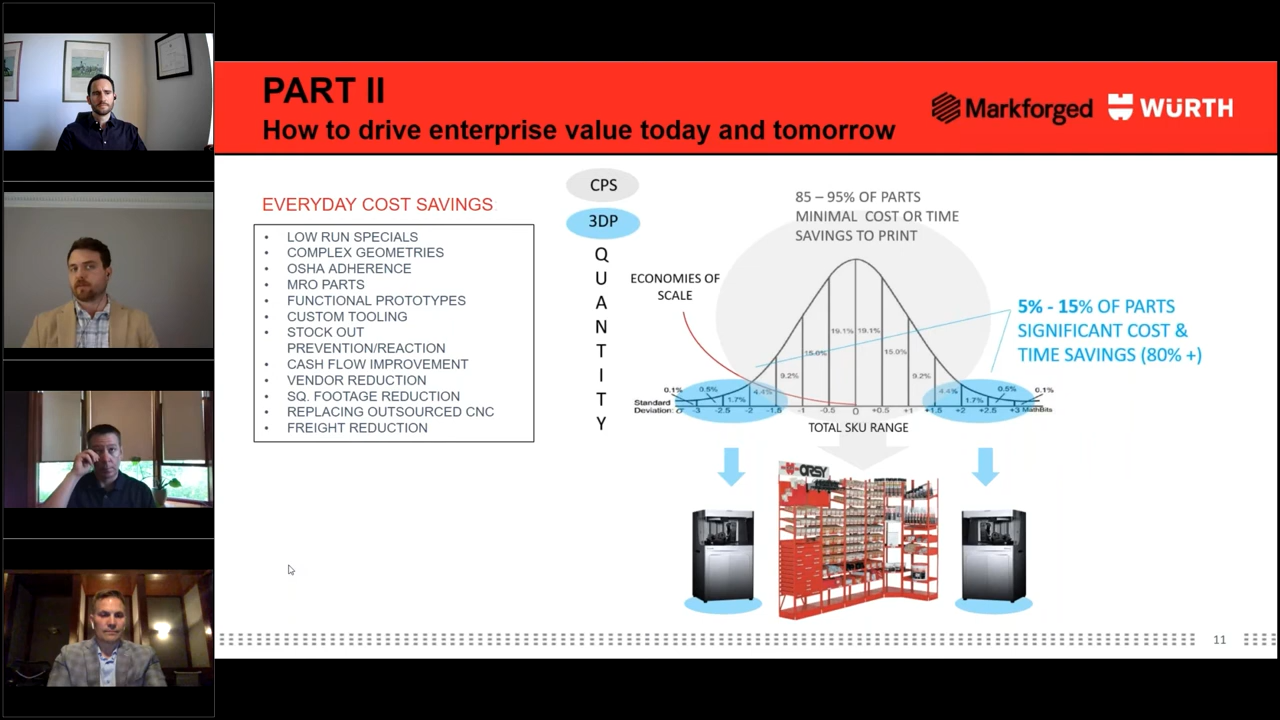 PART II
How to drive enterprise value today and tomorrow
Markforged
WÜRTH
EVERYDAY COST SAVINGS
• LOW RUN SPECIALS
• COMPLEX GEOMETRIES
• OSHA ADHERENCE
• MRO PARTS
• FUNCTIONAL PROTOTYPES
• CUSTOM TOOLING
• STOCK OUT
PREVENTION/REACTION
• CASH FLOW IMPROVEMENT
• VENDOR REDUCTION
• SQ. FOOTAGE REDUCTION
• REPLACING OUTSOURCED CNC
• FREIGHT REDUCTION
CPS
3DP
Q
U
A
N
T
I
T
Y
85 – 95% OF PARTS
MINIMAL COST OR TIME
SAVINGS TO PRINT
ECONOMIES OF
SCALE
5% - 15% OF PARTS
SIGNIFICANT COST &
TIME SAVINGS (80% +)
19.1% 19.1%
15.0% 15.0%
9.2% 9.2%
4.4% 4.4%
0.1% 0.5% 1.7% 1.7% 0.5% 0.1%
Standard
Deviation: σ -3 -2.5 -2 -1.5 -1 -0.5 0 +0.5 +1 +1.5 +2 +2.5 +3 MathBits
TOTAL SKU RANGE
ORSY
11